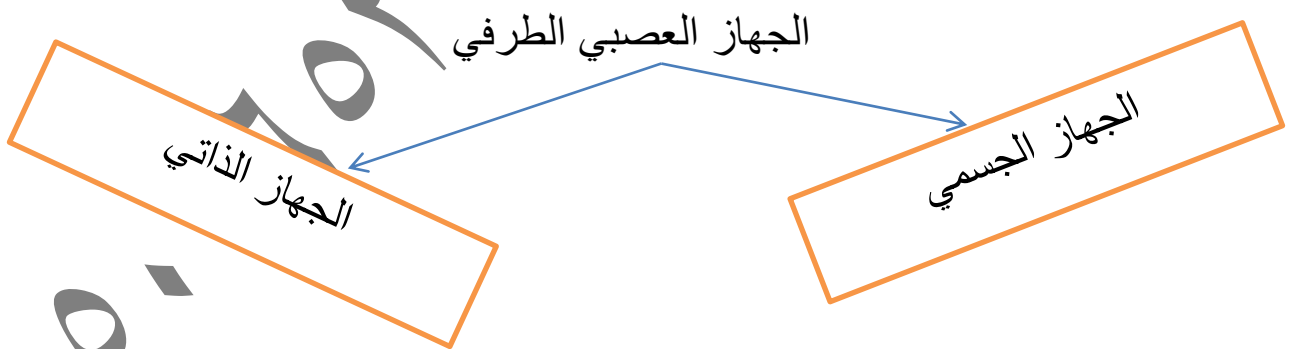 الجهاز العصبي الطرفي
الجهاز الجسمي
الجهاز الذاتي